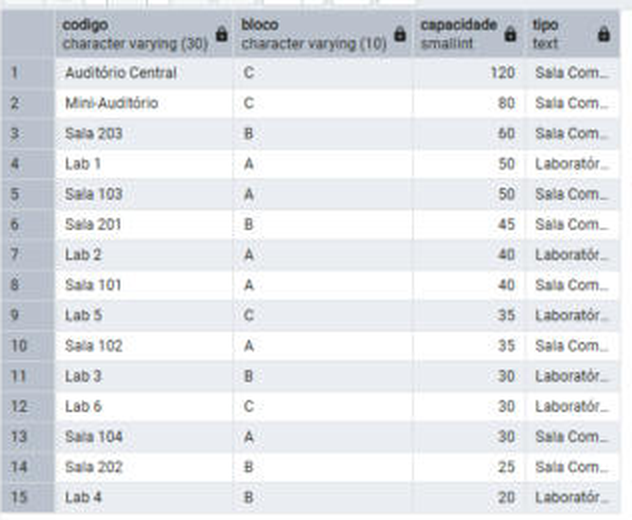 codigo bloco capacidade tipo
character varying (30) character varying (10) smallint text
1 Auditório Central C 120 Sala Com...
2 Mini-Auditório C 80 Sala Com...
3 Sala 203 B 60 Sala Com...
4 Lab 1 A 50 Laboratór...
5 Sala 103 A 50 Sala Com...
6 Sala 201 B 45 Sala Com...
7 Lab 2 A 40 Laboratór...
8 Sala 101 A 40 Sala Com...
9 Lab 5 C 35 Laboratór...
10 Sala 102 A 35 Sala Com...
11 Lab 3 B 30 Laboratór...
12 Lab 6 C 30 Laboratór...
13 Sala 104 A 30 Sala Com...
14 Sala 202 B 25 Sala Com...
15 Lab 4 B 20 Laboratór...